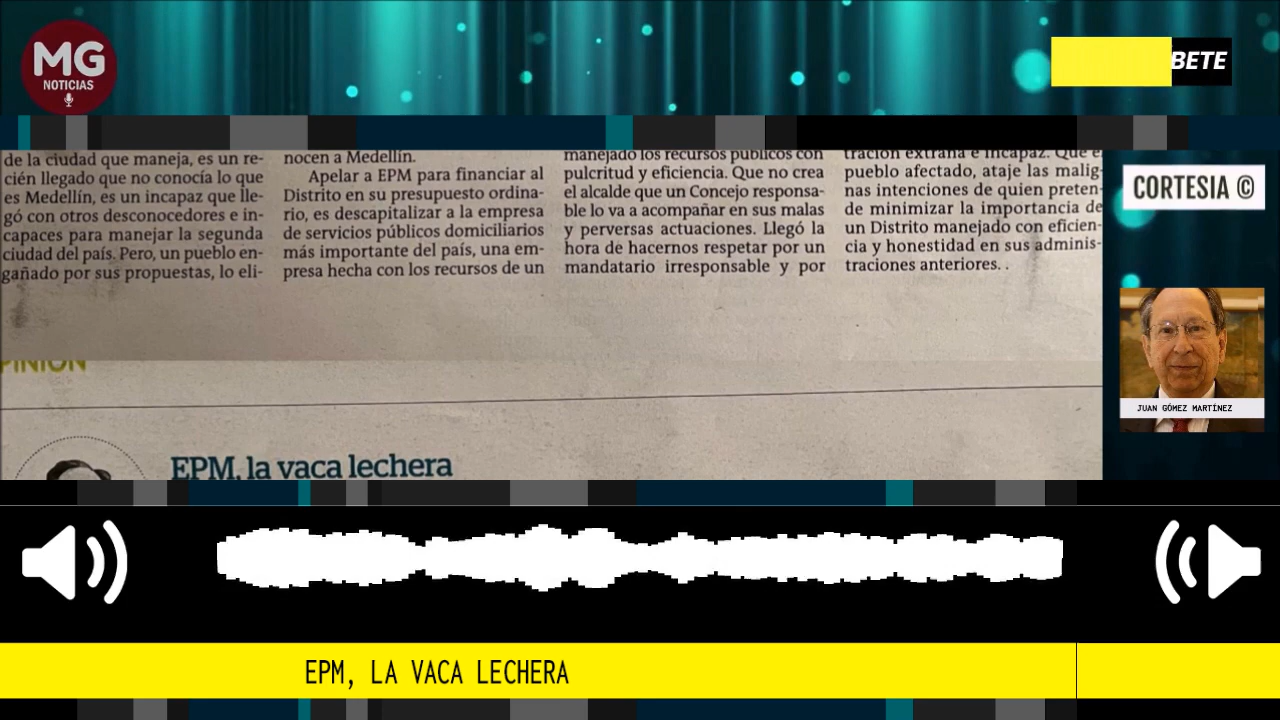 MG
NOTICIAS
BETE
de la ciudad que maneja, es un re-
cién llegado que no conocía lo que
es Medellín, es un incapaz que lle-
gó con otros desconocedores e in-
capaces para manejar la segunda
ciudad del país. Pero, un pueblo en-
gañado por sus propuestas, lo eli-
nocen a Medellín.
Apelar a EPM para financiar al
Distrito en su presupuesto ordina-
rio, es descapitalizar a la empresa
de servicios públicos domiciliarios
más importante del país, una em-
presa hecha con los recursos de un
manejado los recursos públicos con
pulcritud y eficiencia. Que no crea
el alcalde que un Concejo responsa-
ble lo va a acompañar en sus malas
y perversas actuaciones. Llegó la
hora de hacernos respetar por un
mandatario irresponsable y por
tración extraña e incapaz. Que el
pueblo afectado, ataje las malig-
nas intenciones de quien preten-
de minimizar la importancia de
un Distrito manejado con eficien-
cia y honestidad en sus adminis-
traciones anteriores. .
PINIÓN
EPM, la vaca lechera
CORTESIA ©
JUAN GÓMEZ MARTÍNEZ
EPM, LA VACA LECHERA